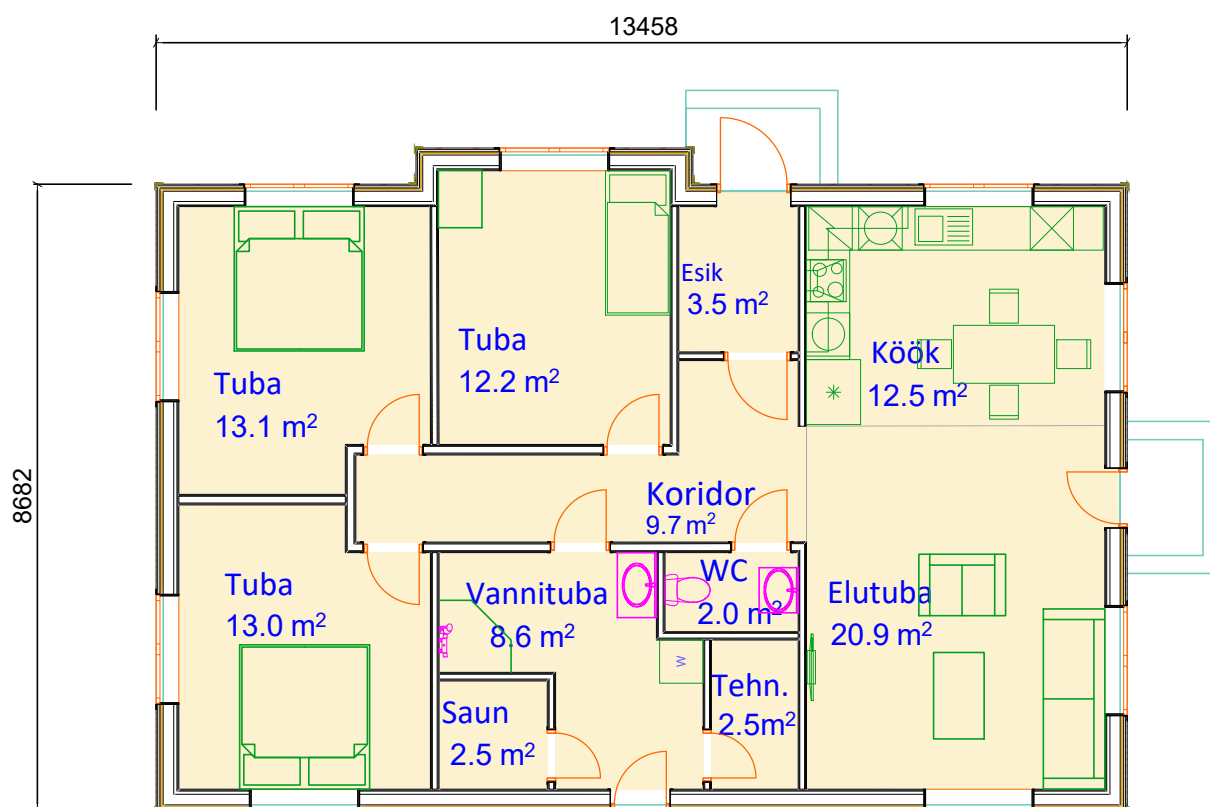 13458
8682
Esik
3.5 m²
Tuba
12.2 m²
Köök
12.5 m²
Tuba
13.1 m²
Koridor
9.7 m²
Tuba
13.0 m²
Vannituba
8.6 m²
WC
2.0 m²
Elutuba
20.9 m²
W
Saun
2.5 m²
Tehn.
2.5m²